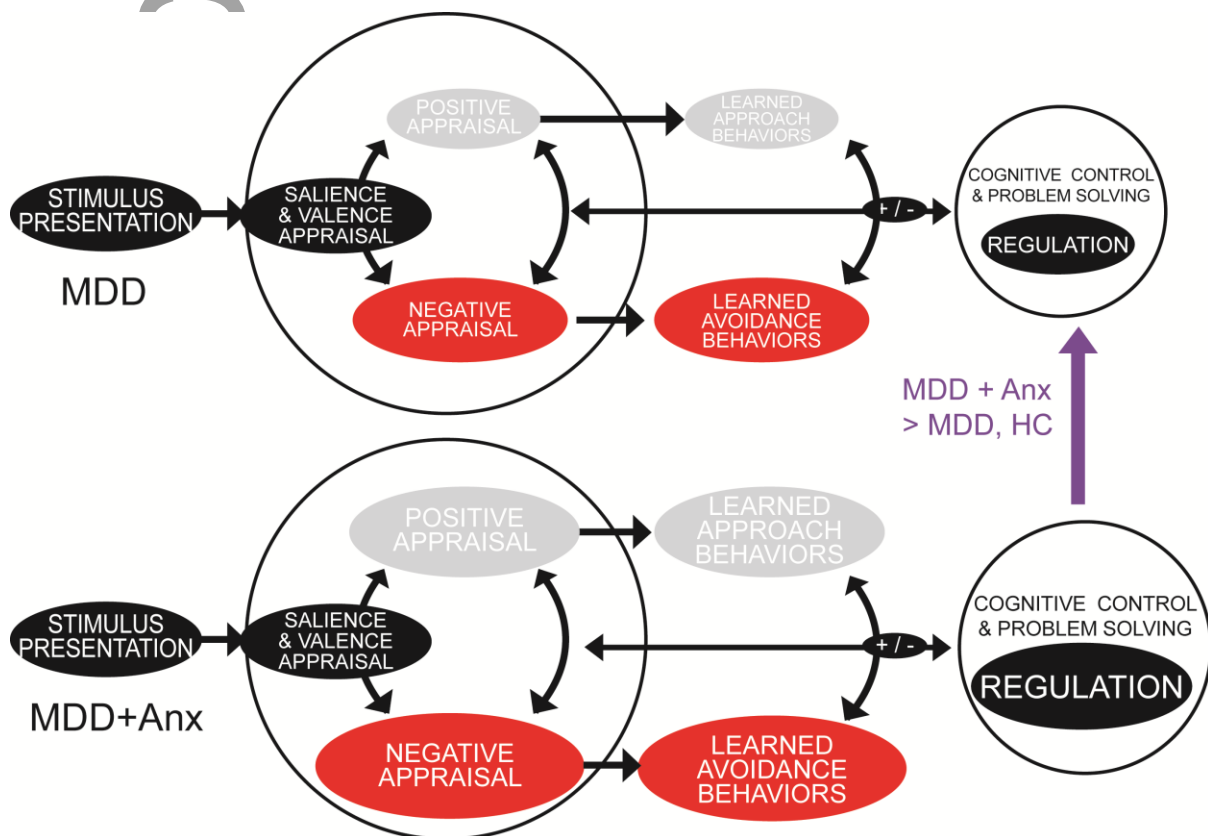 POSITIVE
APPRAISAL
LEARNED
APPROACH
BEHAVIORS
STIMULUS
PRESENTATION
SALIENCE
& VALENCE
APPRAISAL
+ / -
COGNITIVE CONTROL
& PROBLEM SOLVING
REGULATION
MDD
NEGATIVE
APPRAISAL
LEARNED
AVOIDANCE
BEHAVIORS
MDD + Anx
> MDD, HC
POSITIVE
APPRAISAL
LEARNED
APPROACH
BEHAVIORS
STIMULUS
PRESENTATION
SALIENCE
& VALENCE
APPRAISAL
+ / -
COGNITIVE CONTROL
& PROBLEM SOLVING
REGULATION
MDD+Anx
NEGATIVE
APPRAISAL
LEARNED
AVOIDANCE
BEHAVIORS